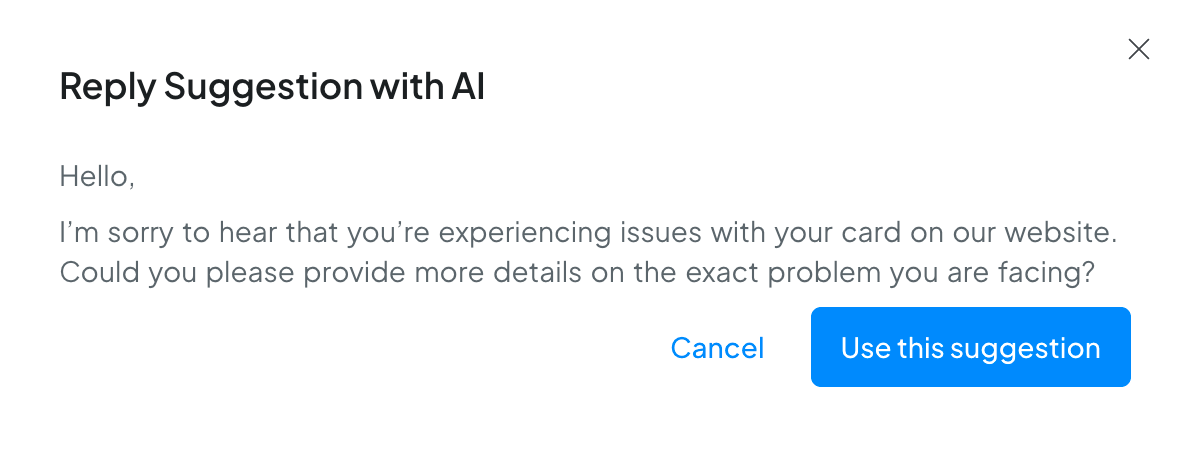 Reply Suggestion with AI
Hello,
I’m sorry to hear that you’re experiencing issues with your card on our website.
Could you please provide more details on the exact problem you are facing?
Cancel
Use this suggestion